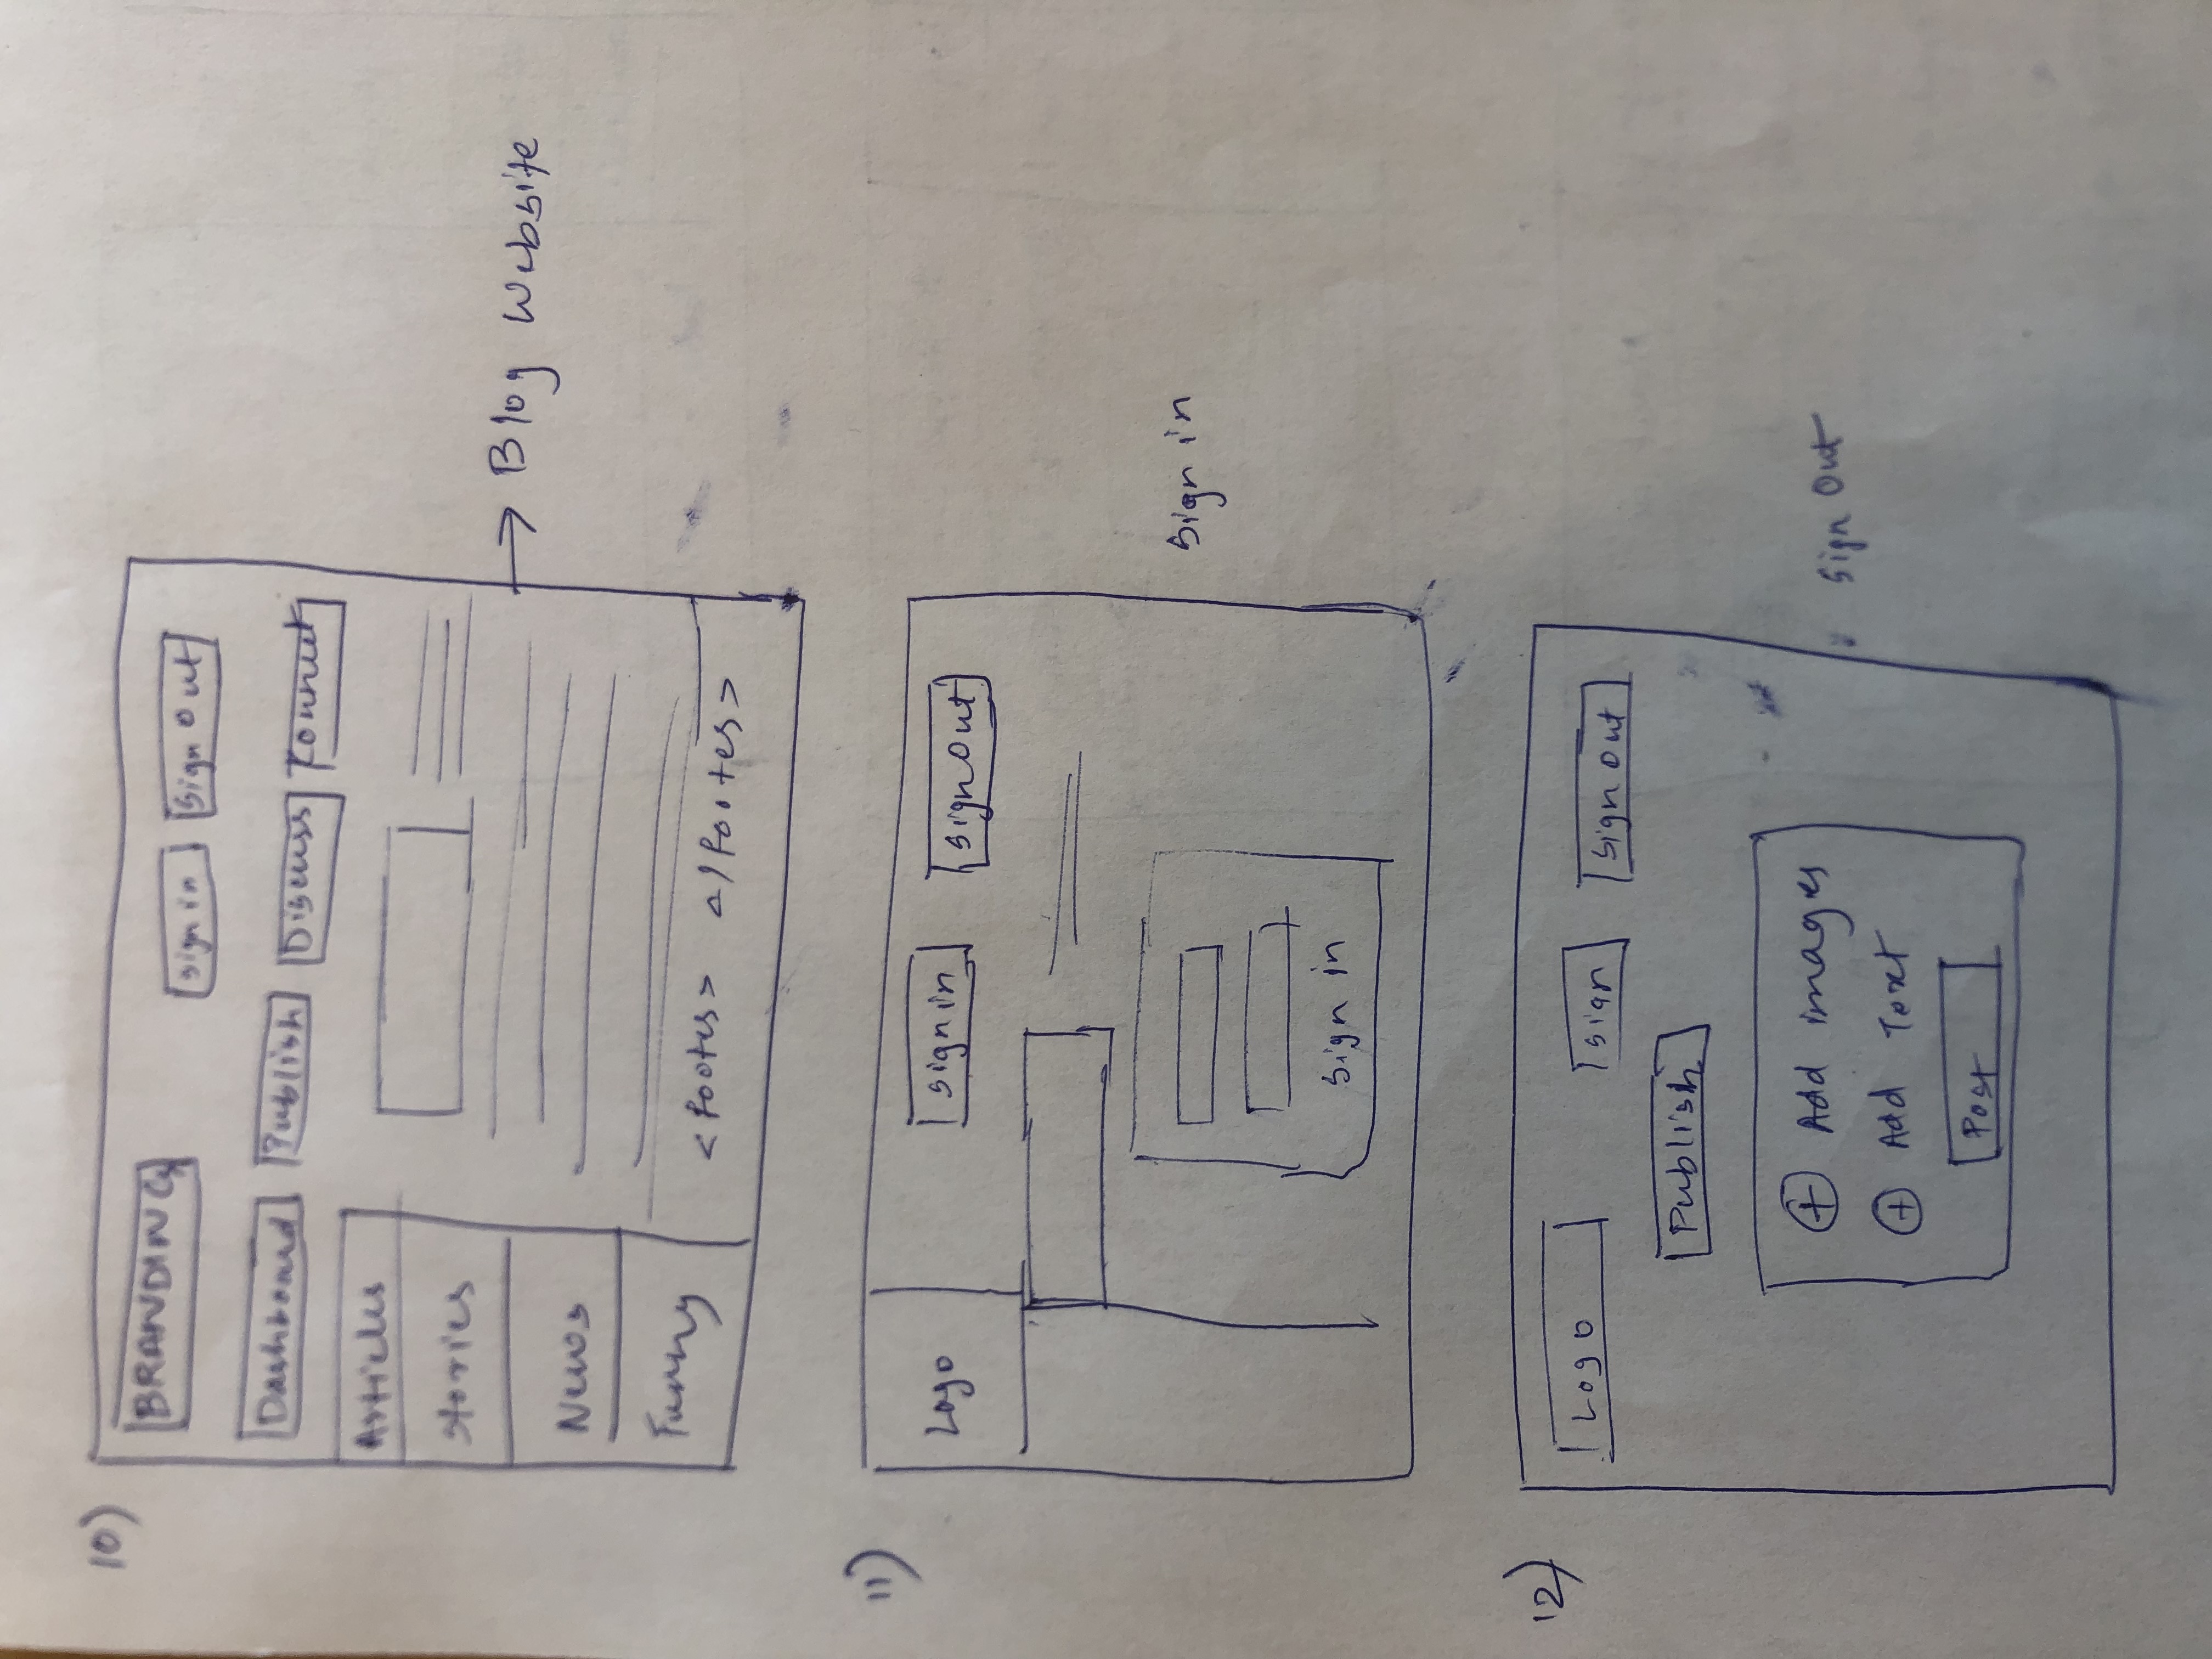 10)
BRANDING
sign in Sign Out
Dashboard Publish Discuss Connect
Articles
Stories
News
Funny
<footer> </footer>
→ Blog Website
11)
Logo
Sign in Sign Out
Sign in
Sign in
12)
Logo
Sign Sign Out
Publish
+ Add images
+ Add Text
Post
Sign Out